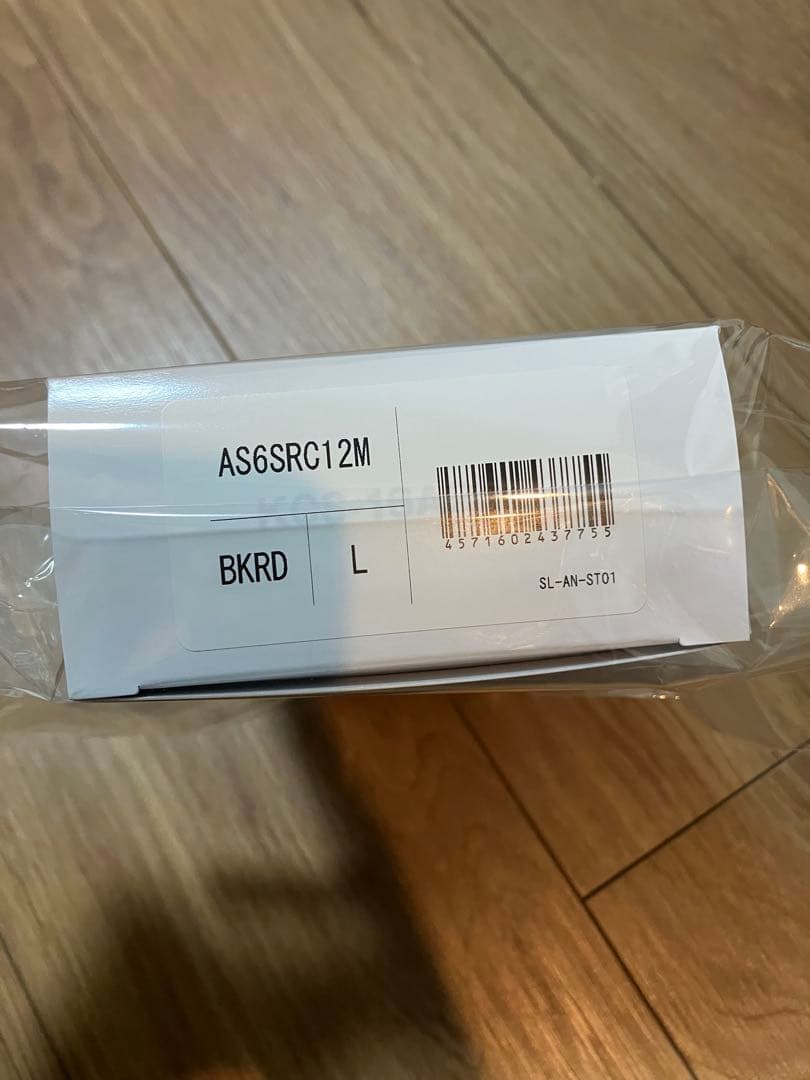 AS6SRC12M
BKRD
L
4571602437755
SL-AN-ST01